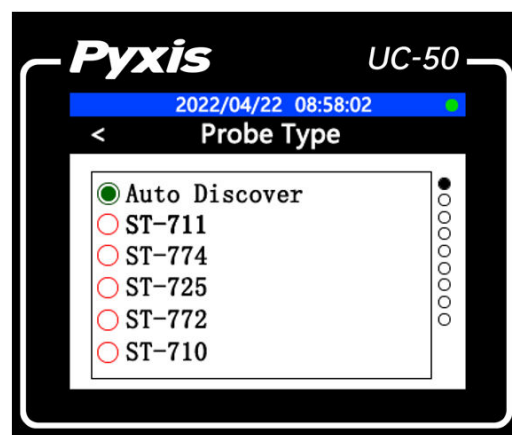 Pyxis UC-50
2022/04/22 08:58:02
< Probe Type
Auto Discover
ST-711
ST-774
ST-725
ST-772
ST-710